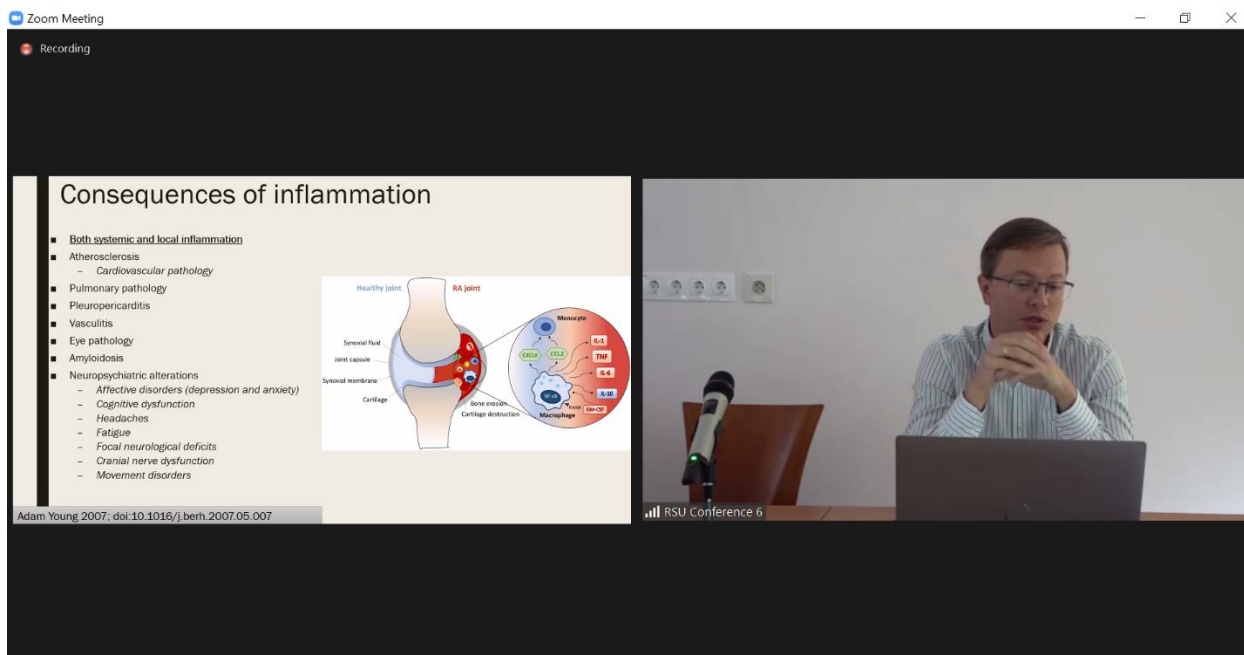 Zoom Meeting
Recording
Consequences of inflammation
Both systemic and local inflammation
Atherosclerosis
– Cardiovascular pathology
Pulmonary pathology
Pleuropericarditis
Vasculitis
Eye pathology
Amyloidosis
Neuropsychiatric alterations
– Affective disorders (depression and anxiety)
– Cognitive dysfunction
– Headaches
– Fatigue
– Focal neurological deficits
– Cranial nerve dysfunction
– Movement disorders
Healthy joint
RA joint
Synovial fluid
Joint capsule
Synovial membrane
Cartilage
Bone erosion
Cartilage destruction
Monocyte
CCL2
IL-1
TNF
IL-6
IL-10
GM-CSF
RANK
Macrophage
Adam Young 2007; doi:10.1016/j.berh.2007.05.007
RSU Conference 6